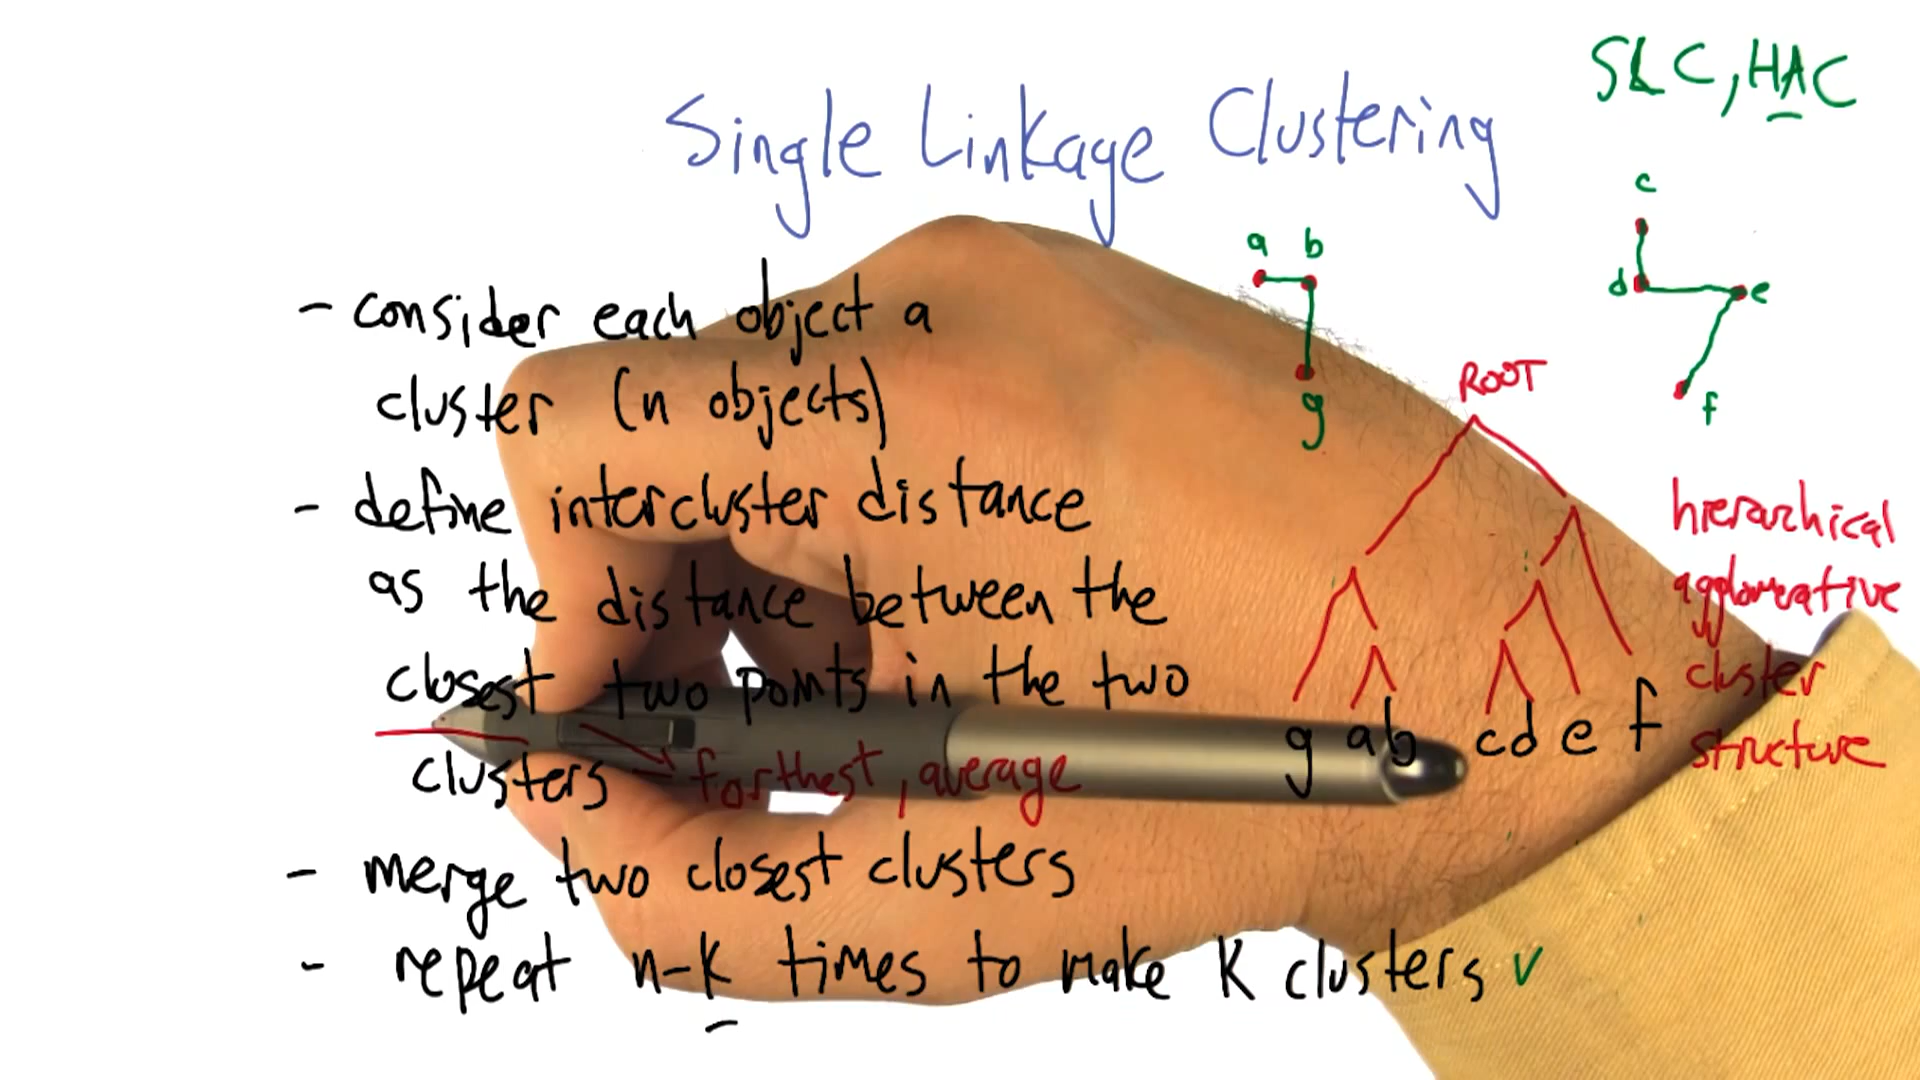 SLC, HAC
Single Linkage Clustering
- consider each object a
cluster (n objects)
- define intercluster distance
as the distance between the
closest two points in the two
clusters - farthest, average
- merge two closest clusters
- repeat n-k times to make k clusters ✓
a b
g
c
d e
f
ROOT
g a b c d e f
hierarchical
agglomerative
cluster
structure